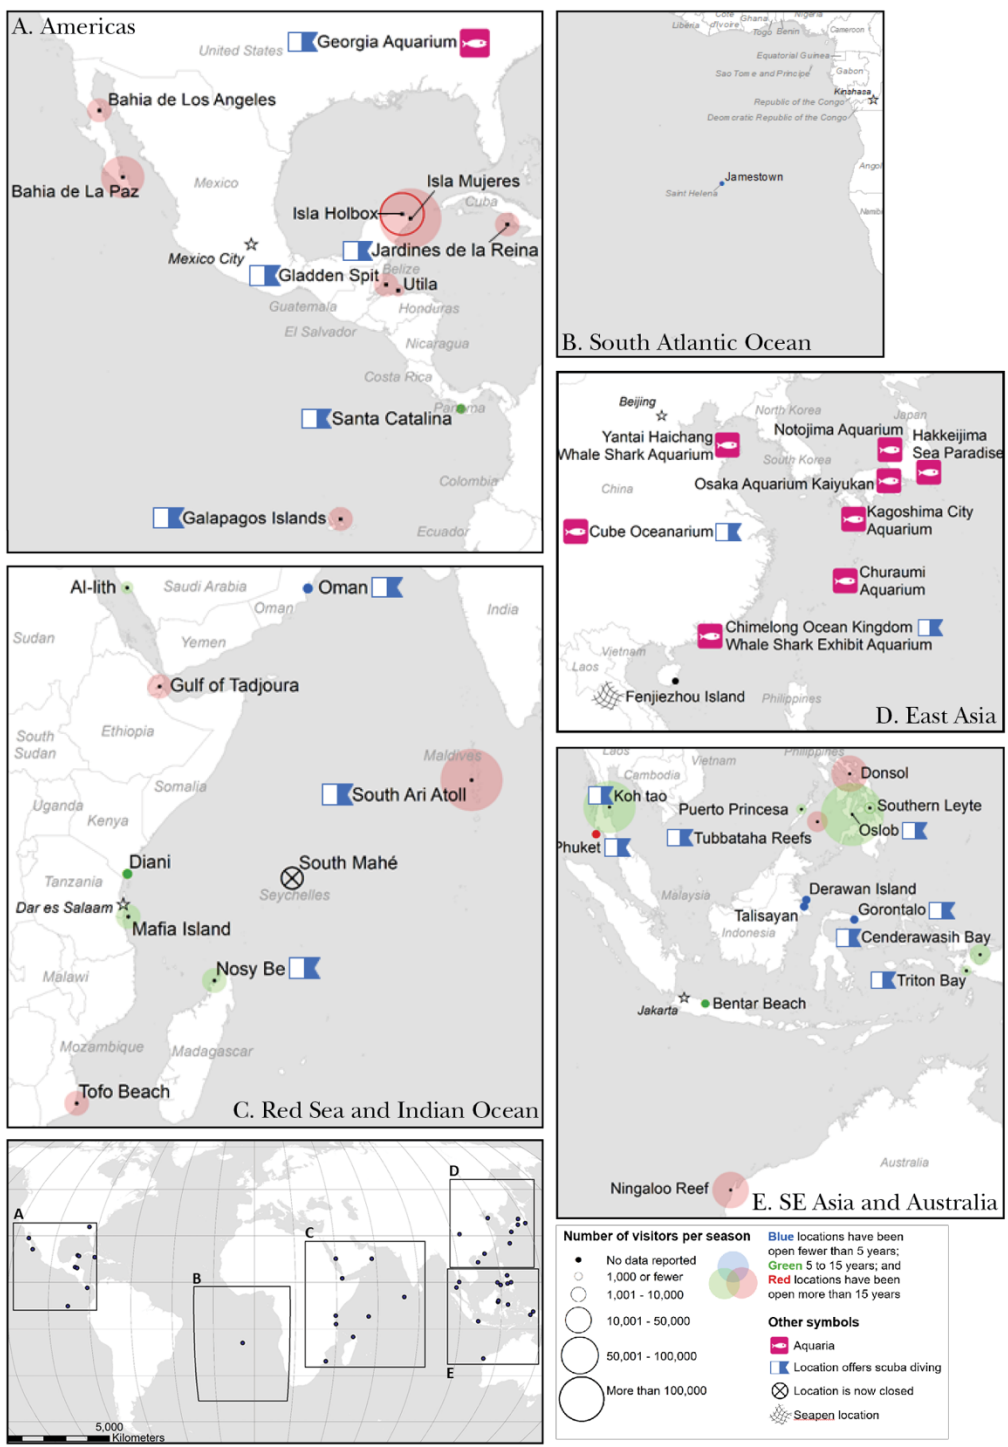 A. Americas
United States
Georgia Aquarium
Bahia de Los Angeles
Bahia de La Paz
Mexico
Isla Mujeres
Cuba
Isla Holbox
Jardines de la Reina
Mexico City
Gladden Spit
Belize
Utila
Guatemala
Honduras
El Salvador
Nicaragua
Costa Rica
Panama
Santa Catalina
Colombia
Galapagos Islands
Ecuador
Cote
d'Ivoire
Ghana
Nigeria
Liberia
Togo
Benin
Cameroon
Equatorial Guinea
Gabon
Sao Tome and Principe
Kinshasa
Republic of the Congo
Deomcratic Republic of the Congo
Angol
Jamestown
Saint Helena
Namibi
B. South Atlantic Ocean
Beijing
North Korea
Japan
Yantai Haichang
Whale Shark Aquarium
Notojima Aquarium
Hakkeijima
Sea Paradise
South Korea
China
Osaka Aquarium Kaiyukan
Kagoshima City
Aquarium
Cube Oceanarium
Churaumi
Aquarium
Chimelong Ocean Kingdom
Whale Shark Exhibit Aquarium
Vietnam
Laos
Fenjiezhou Island
Philippines
D. East Asia
Al-lith
Saudi Arabia
Oman
Oman
India
Sudan
Yemen
Gulf of Tadjoura
Ethiopia
South
Sudan
Maldives
Somalia
South Ari Atoll
Uganda
Kenya
Diani
South Mahé
Tanzania
Seychelles
Dar es Salaam
Mafia Island
Malawi
Nosy Be
Mozambique
Madagascar
Tofo Beach
C. Red Sea and Indian Ocean
Laos
Vietnam
Philippines
Cambodia
Donsol
Koh tao
Puerto Princesa
Southern Leyte
Oslob
Phuket
Tubbataha Reefs
Malaysia
Derawan Island
Talisayan
Gorontalo
Indonesia
Cenderawasih Bay
Triton Bay
Jakarta
Bentar Beach
Australia
Ningaloo Reef
E. SE Asia and Australia
A
B
C
D
E
5,000
Kilometers
Number of visitors per season
No data reported
1,000 or fewer
1,001 - 10,000
10,001 - 50,000
50,001 - 100,000
More than 100,000
Blue locations have been
open fewer than 5 years;
Green 5 to 15 years; and
Red locations have been
open more than 15 years
Other symbols
Aquaria
Location offers scuba diving
Location is now closed
Seapen location